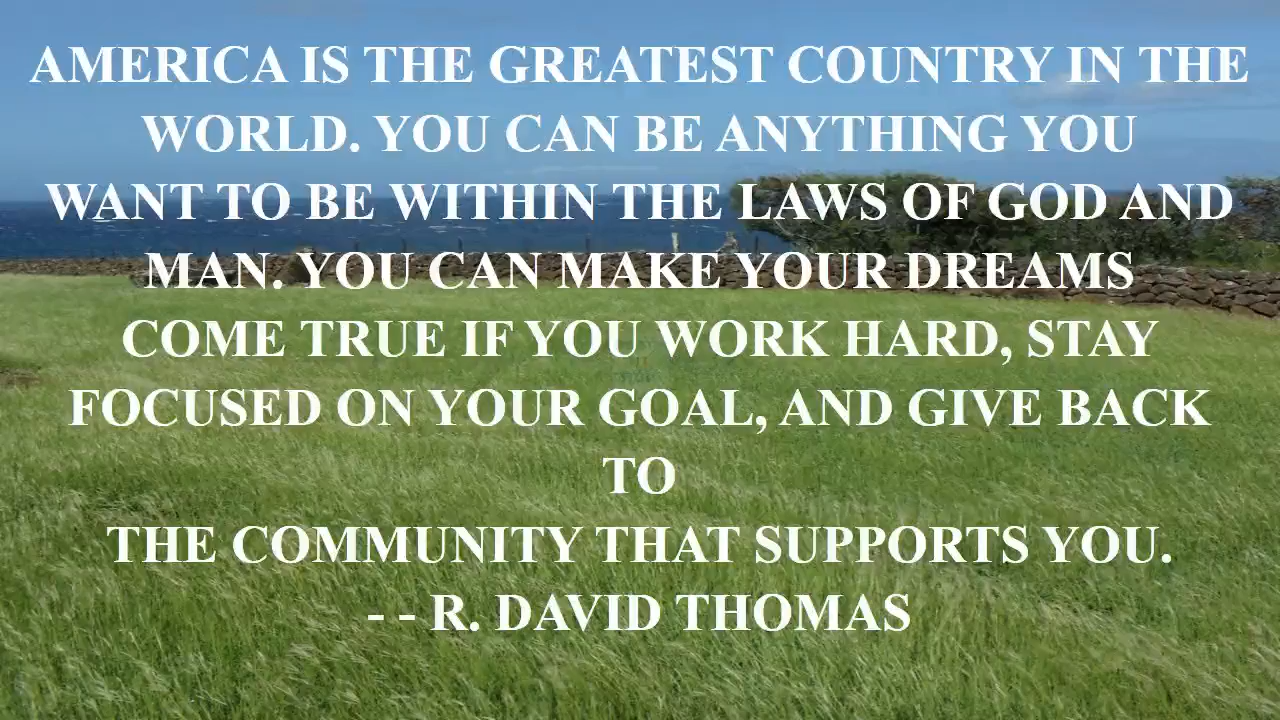 AMERICA IS THE GREATEST COUNTRY IN THE
WORLD. YOU CAN BE ANYTHING YOU
WANT TO BE WITHIN THE LAWS OF GOD AND
MAN. YOU CAN MAKE YOUR DREAMS
COME TRUE IF YOU WORK HARD, STAY
FOCUSED ON YOUR GOAL, AND GIVE BACK
TO
THE COMMUNITY THAT SUPPORTS YOU.
- - R. DAVID THOMAS